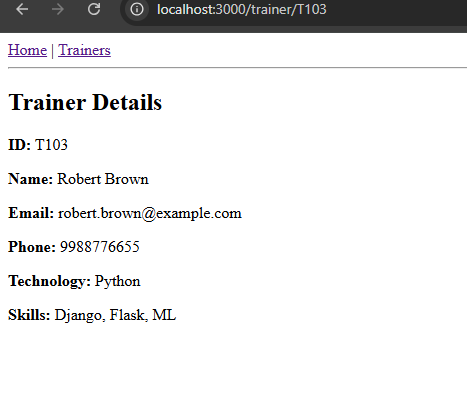 localhost:3000/trainer/T103
Home | Trainers
Trainer Details
ID: T103
Name: Robert Brown
Email: robert.brown@example.com
Phone: 9988776655
Technology: Python
Skills: Django, Flask, ML